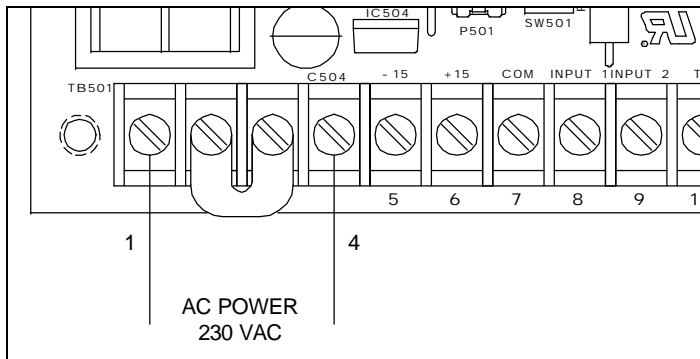 IC504
P501
SW501
TB501
C504
- 15
+15
COM
INPUT 1
INPUT 2
5
6
7
8
9
1
4
AC POWER
230 VAC